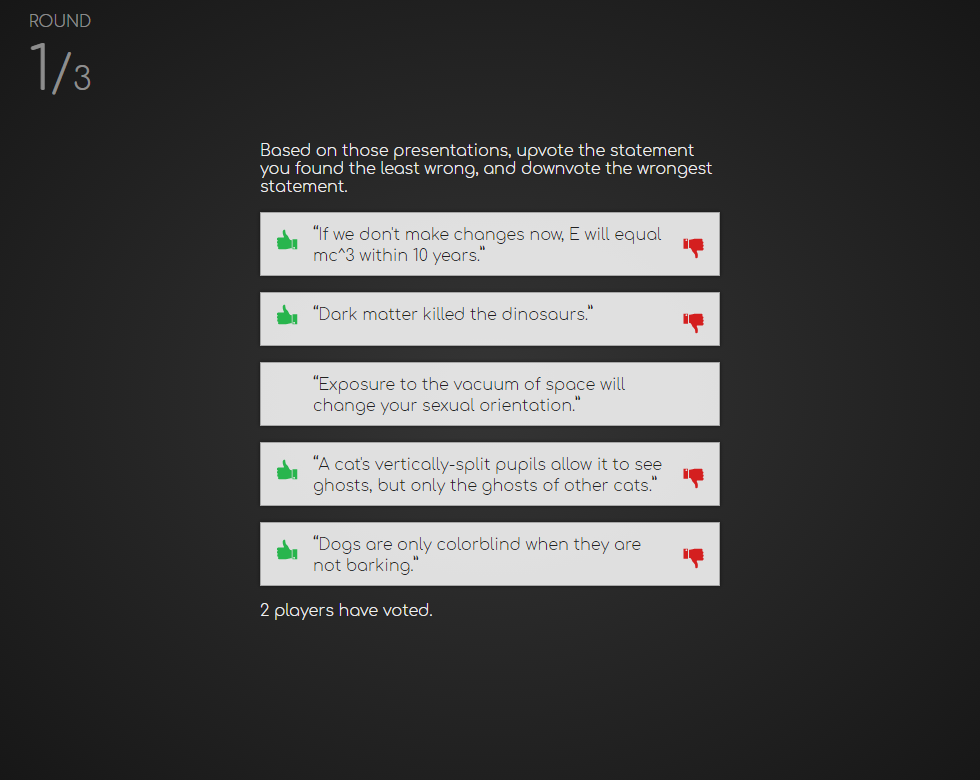 ROUND
1/3
Based on those presentations, upvote the statement
you found the least wrong, and downvote the wrongest
statement.
“If we don't make changes now, E will equal
mc^3 within 10 years.”
“Dark matter killed the dinosaurs.”
“Exposure to the vacuum of space will
change your sexual orientation.”
“A cat's vertically-split pupils allow it to see
ghosts, but only the ghosts of other cats.”
“Dogs are only colorblind when they are
not barking.”
2 players have voted.